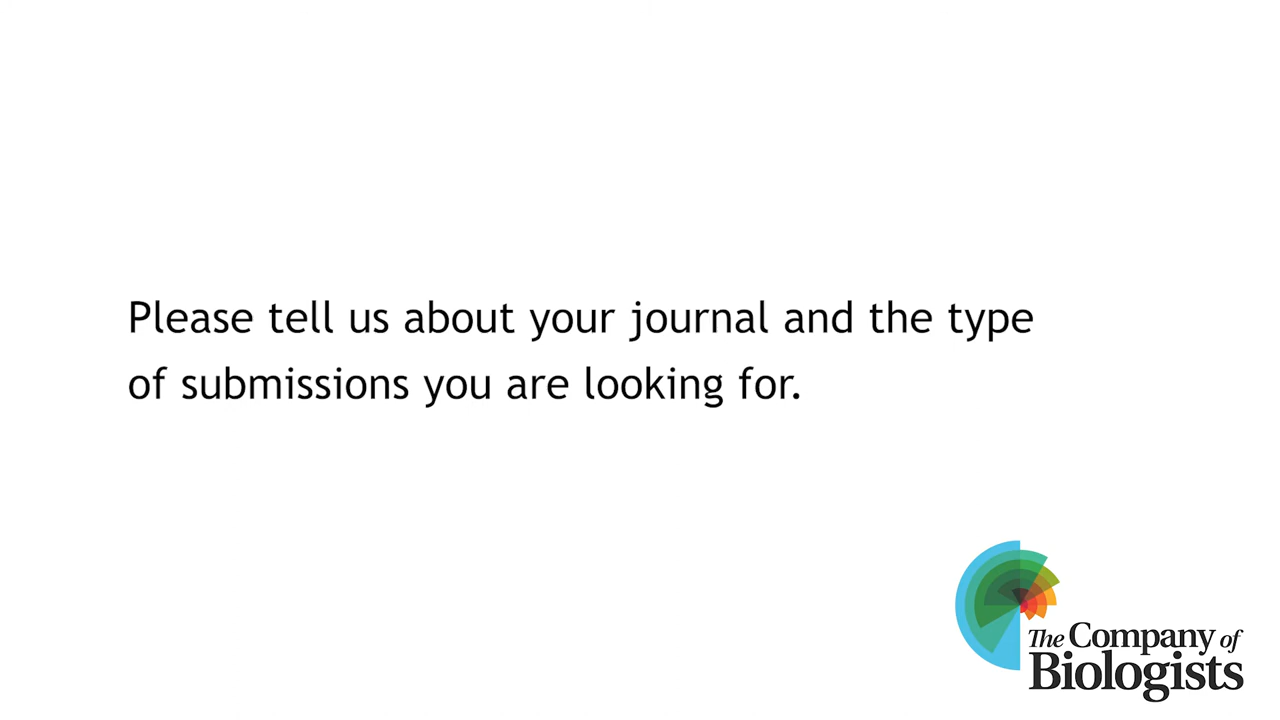 Please tell us about your journal and the type
of submissions you are looking for.
The Company of
Biologists